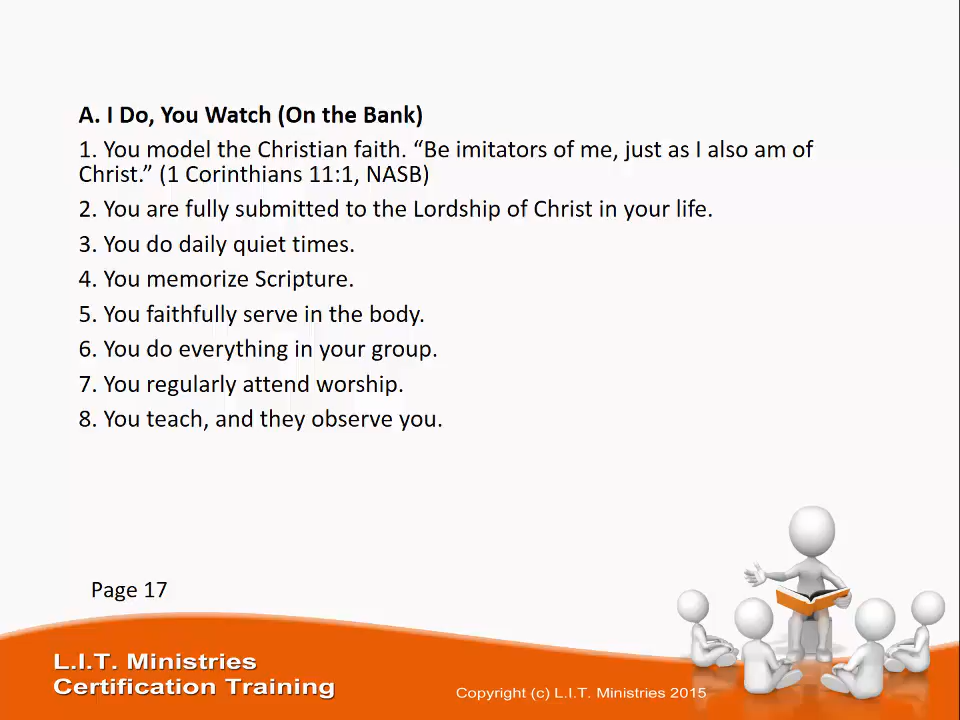 A. I Do, You Watch (On the Bank)
1. You model the Christian faith. “Be imitators of me, just as I also am of
Christ.” (1 Corinthians 11:1, NASB)
2. You are fully submitted to the Lordship of Christ in your life.
3. You do daily quiet times.
4. You memorize Scripture.
5. You faithfully serve in the body.
6. You do everything in your group.
7. You regularly attend worship.
8. You teach, and they observe you.
Page 17
L.I.T. Ministries
Certification Training
Copyright (c) L.I.T. Ministries 2015